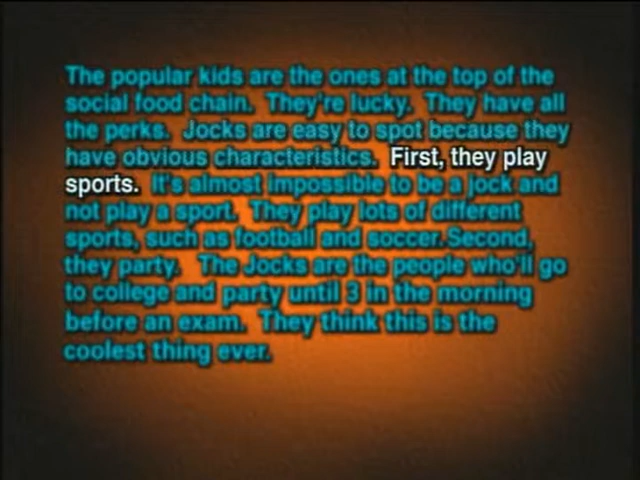 The popular kids are the ones at the top of the
social food chain.  They're lucky.  They have all
the perks.  Jocks are easy to spot because they
have obvious characteristics.  First, they play
sports.  It's almost impossible to be a jock and
not play a sport.  They play lots of different
sports, such as football and soccer.Second,
they party.  The Jocks are the people who'll go
to college and party until 3 in the morning
before an exam.  They think this is the
coolest thing ever.